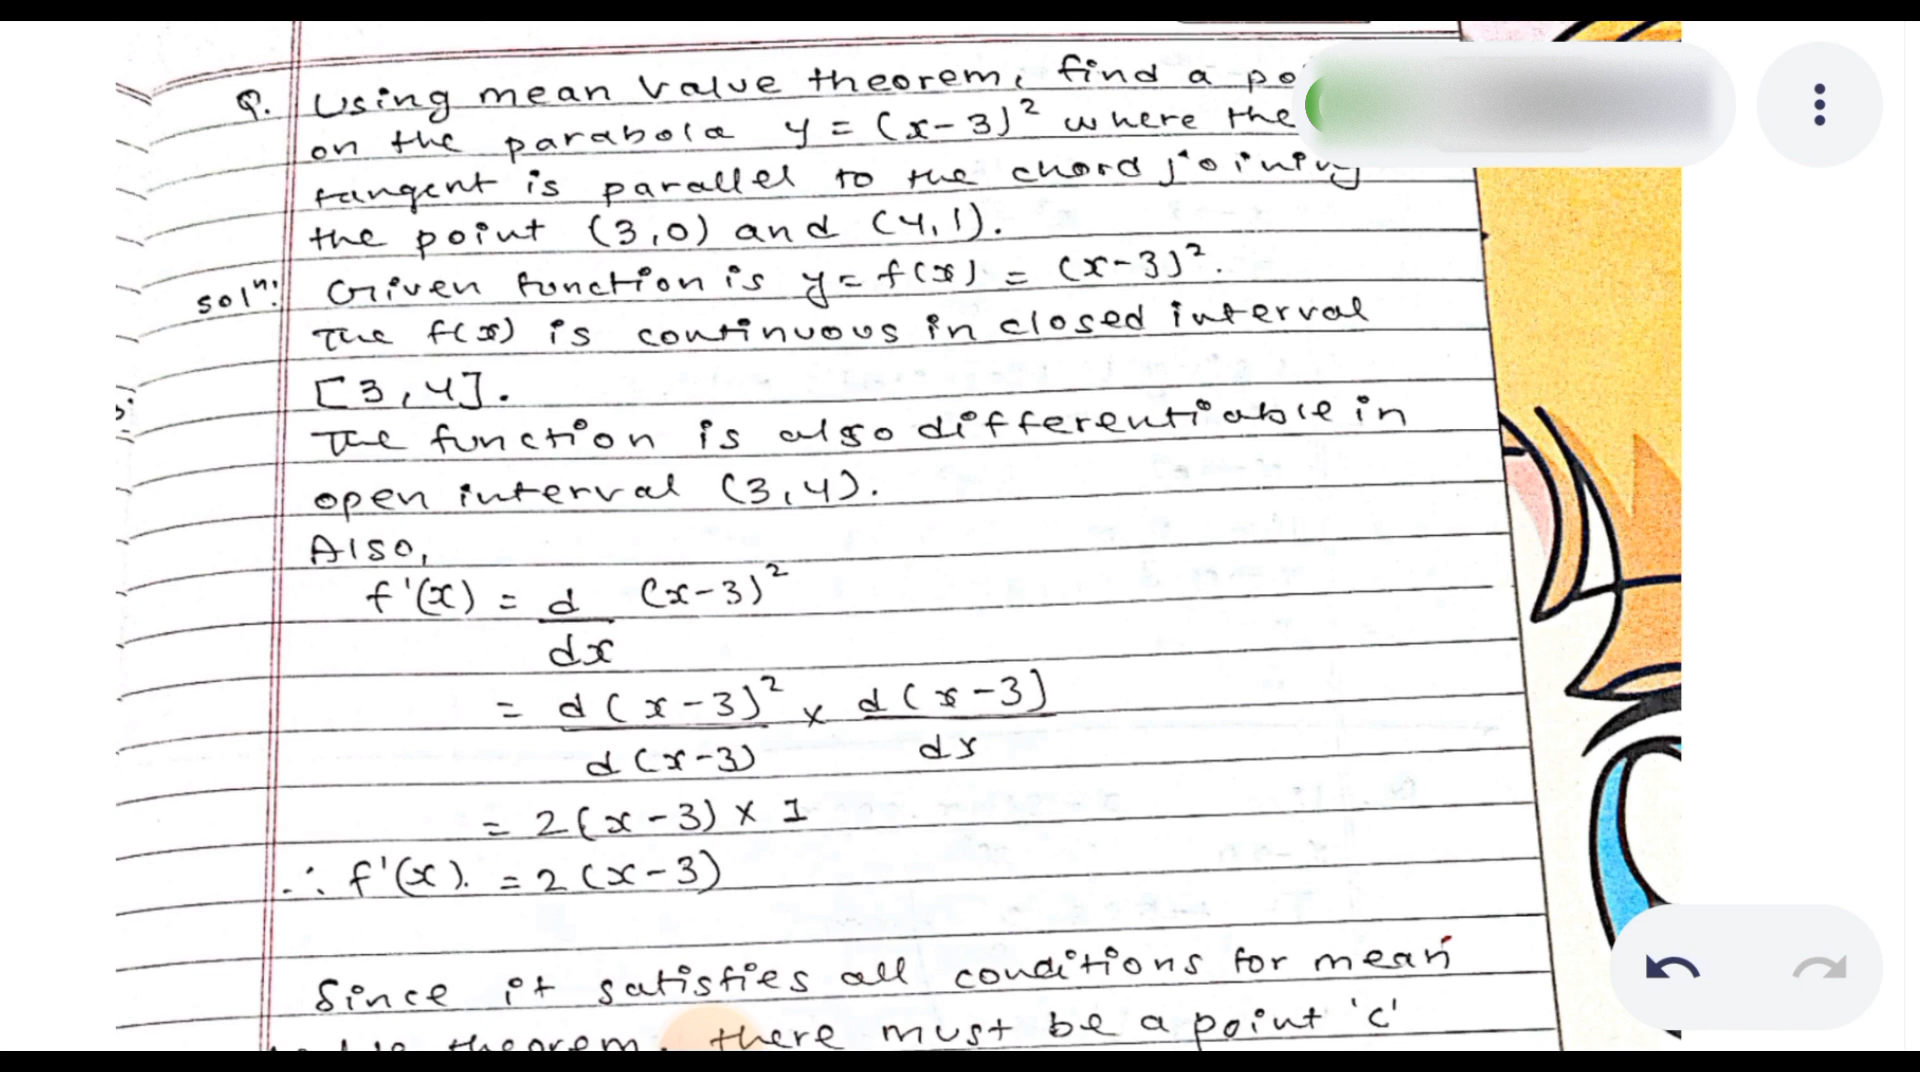 Q. Using mean value theorem, find a
on the parabola y = (x-3)² where the
tangent is parallel to the chord joining
the point (3,0) and (4,1).
solⁿ: Given function is y = f(x) = (x-3)².
The f(x) is continuous in closed interval
[3,4].
The function is also differentiable in
open interval (3,4).
Also,
f'(x) = d/dx (x-3)²
= d(x-3)²/d(x-3) × d(x-3)/dx
= 2(x-3) × 1
∴ f'(x). = 2(x-3)
Since it satisfies all conditions for mean
theorem, there must be a point 'c'